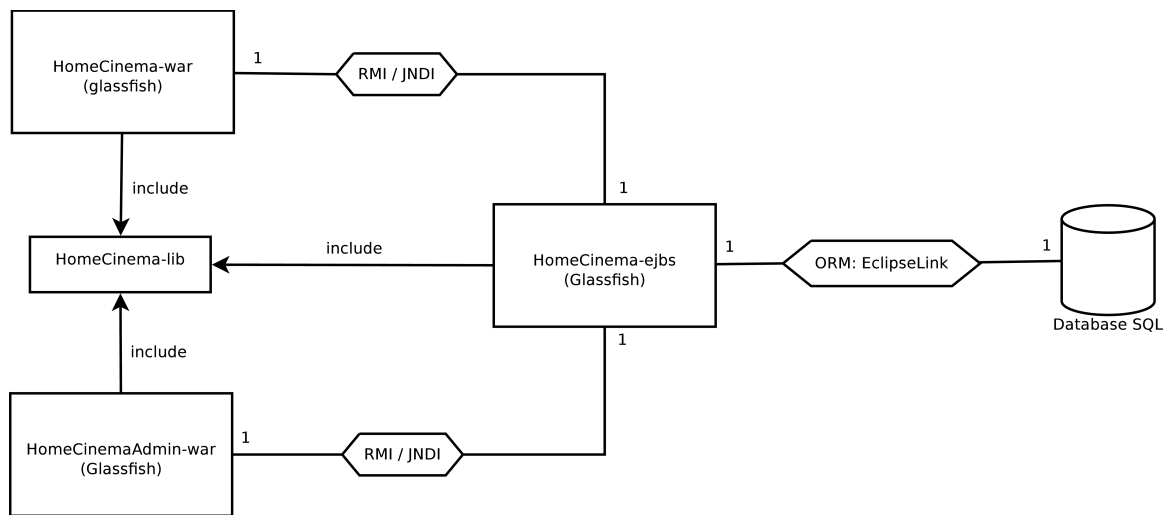 HomeCinema-war
(glassfish)
1
RMI / JNDI
include
1
HomeCinema-lib
include
HomeCinema-ejbs
(Glassfish)
1
ORM: EclipseLink
1
Database SQL
1
include
HomeCinemaAdmin-war
(Glassfish)
1
RMI / JNDI